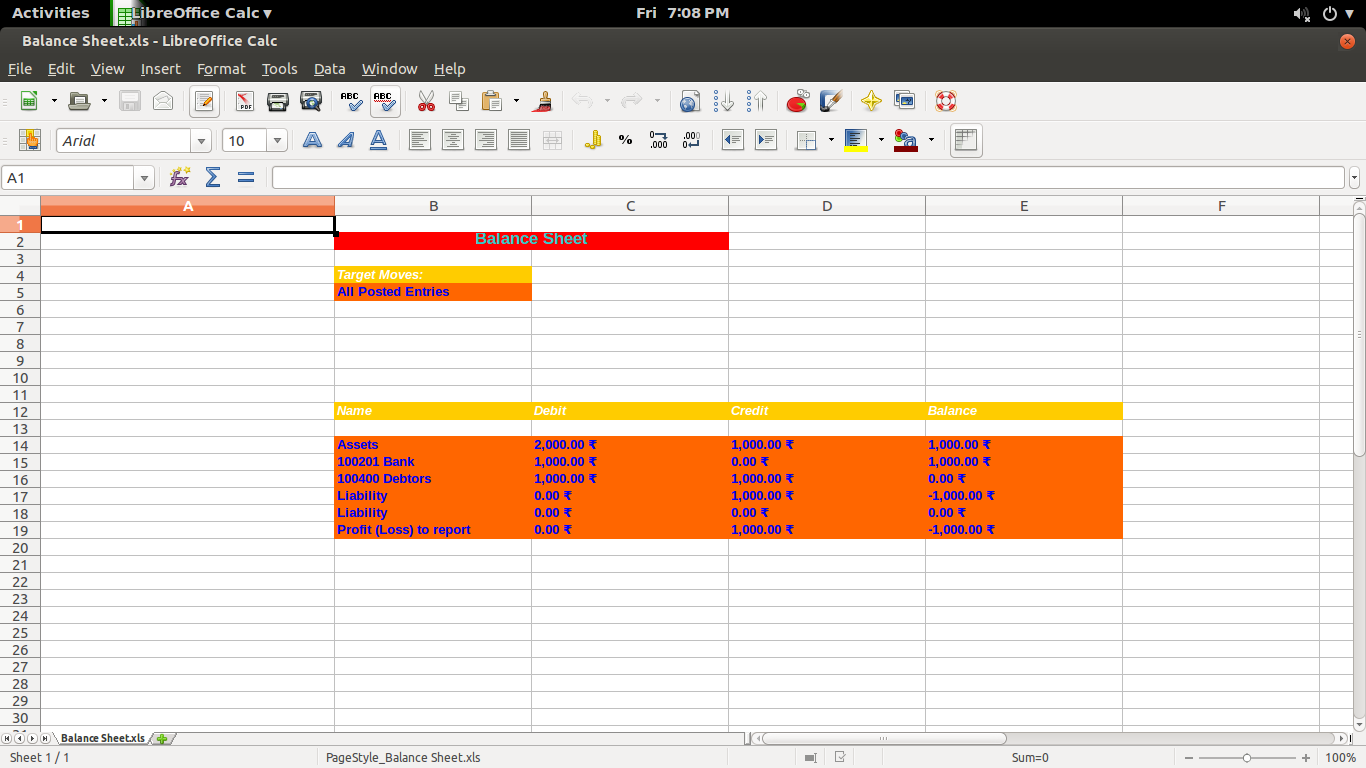 Activities LibreOffice Calc ▾ Fri 7:08 PM
Balance Sheet.xls - LibreOffice Calc
File Edit View Insert Format Tools Data Window Help
PDF ABC ABC
Arial 10 A A A % .000 .000
A1 fx Σ =
A B C D E F
1
2 Balance Sheet
3
4 Target Moves:
5 All Posted Entries
6
7
8
9
10
11
12 Name Debit Credit Balance
13
14 Assets 2,000.00 ₹ 1,000.00 ₹ 1,000.00 ₹
15 100201 Bank 1,000.00 ₹ 0.00 ₹ 1,000.00 ₹
16 100400 Debtors 1,000.00 ₹ 1,000.00 ₹ 0.00 ₹
17 Liability 0.00 ₹ 1,000.00 ₹ -1,000.00 ₹
18 Liability 0.00 ₹ 0.00 ₹ 0.00 ₹
19 Profit (Loss) to report 0.00 ₹ 1,000.00 ₹ -1,000.00 ₹
20
21
22
23
24
25
26
27
28
29
30
Balance Sheet.xls
Sheet 1 / 1 PageStyle_Balance Sheet.xls Sum=0 100%